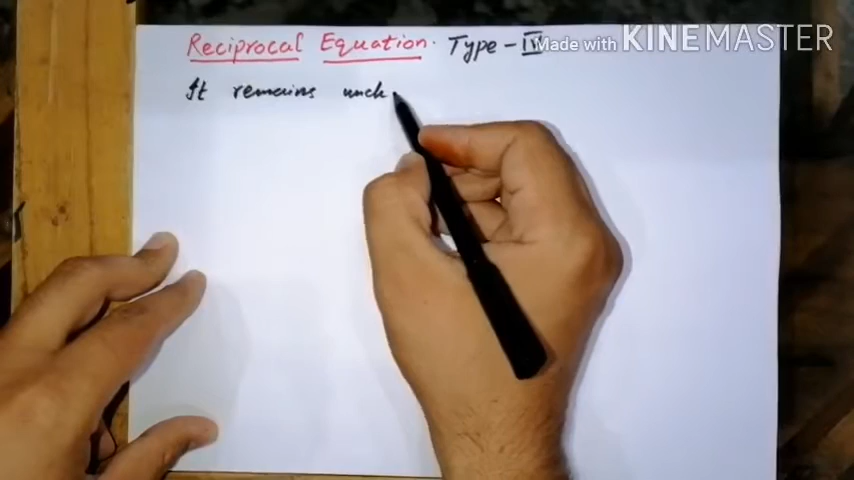 Reciprocal Equation. Type - IV
It remains unch
Made with KINEMASTER